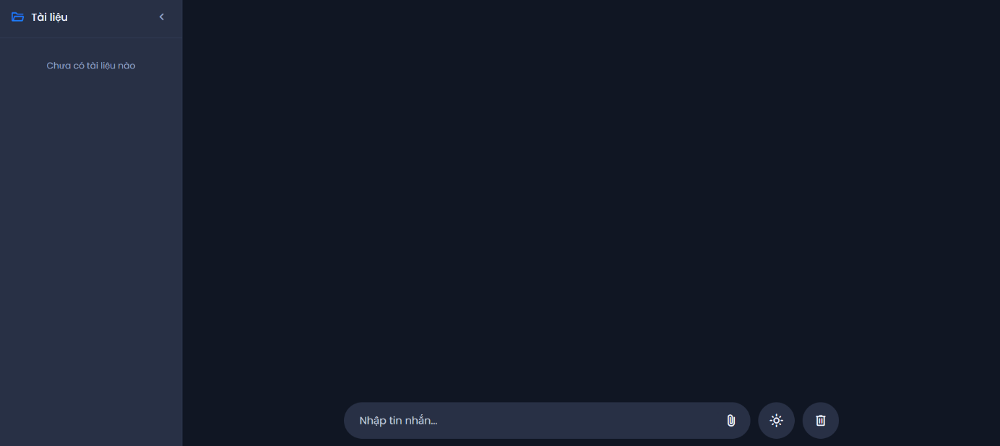 Tài liệu
Chưa có tài liệu nào
Nhập tin nhắn...